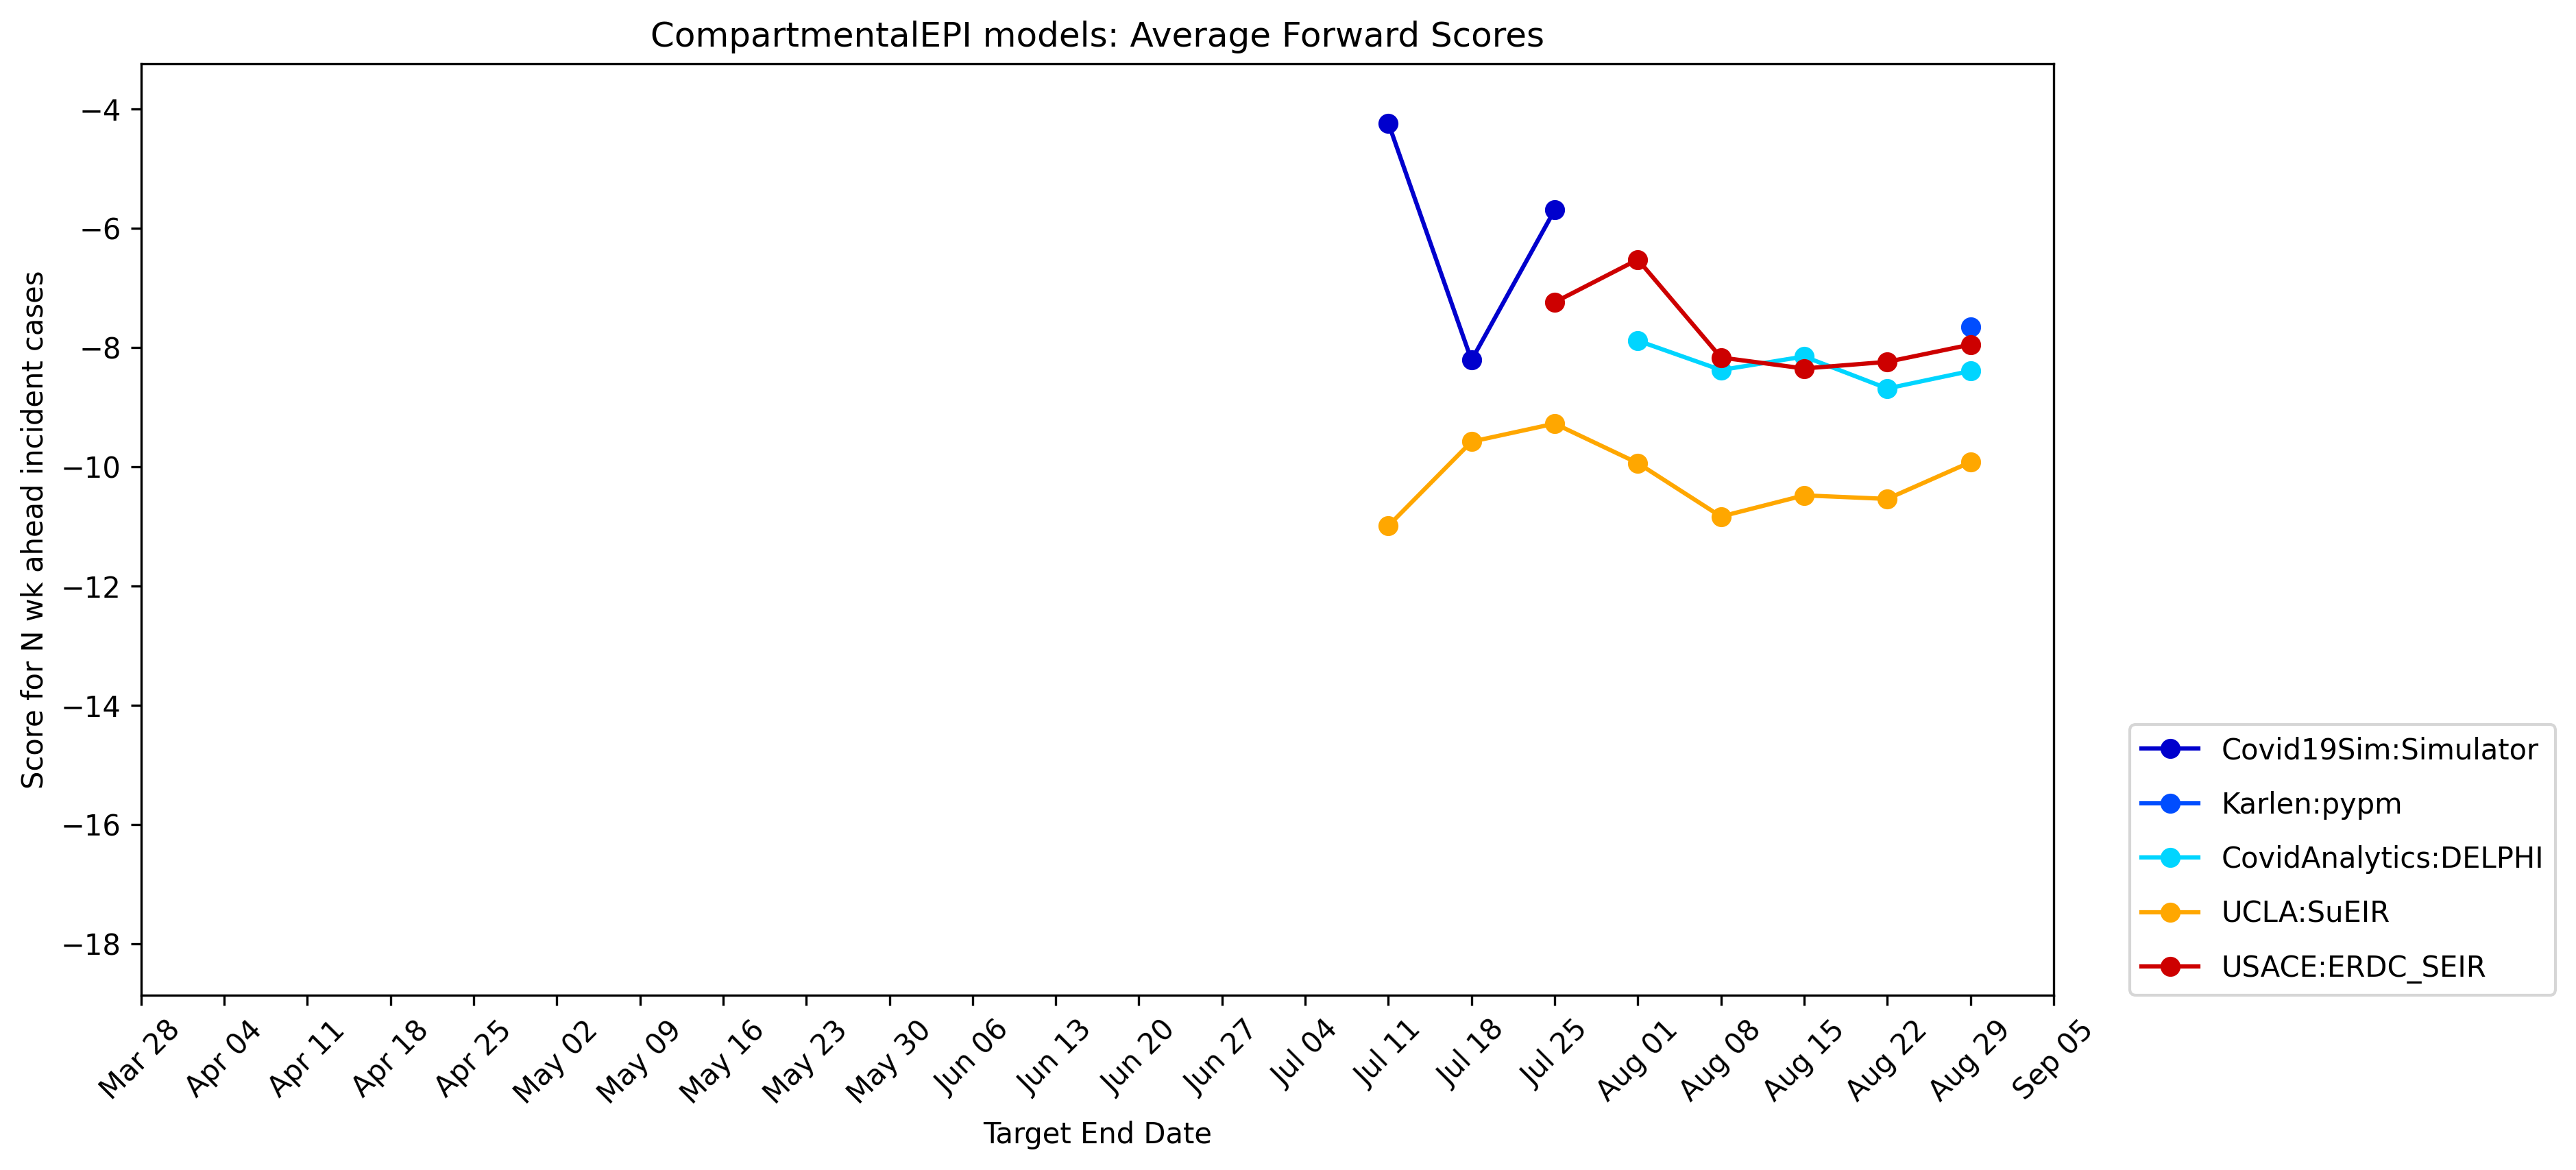 CompartmentalEPI models: Average Forward Scores
Score for N wk ahead incident cases
−4
−6
−8
−10
−12
−14
−16
−18
Mar 28
Apr 04
Apr 11
Apr 18
Apr 25
May 02
May 09
May 16
May 23
May 30
Jun 06
Jun 13
Jun 20
Jun 27
Jul 04
Jul 11
Jul 18
Jul 25
Aug 01
Aug 08
Aug 15
Aug 22
Aug 29
Sep 05
Target End Date
Covid19Sim:Simulator
Karlen:pypm
CovidAnalytics:DELPHI
UCLA:SuEIR
USACE:ERDC_SEIR